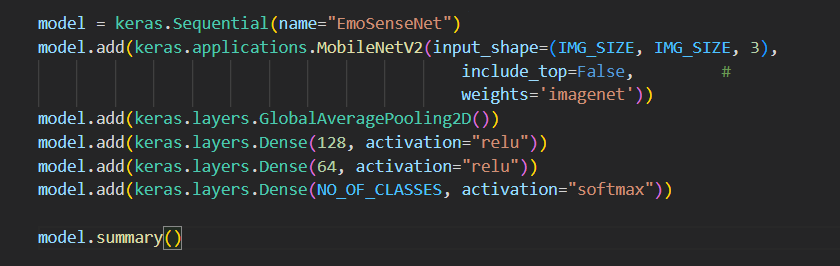 model = keras.Sequential(name="EmoSenseNet")
model.add(keras.applications.MobileNetV2(input_shape=(IMG_SIZE, IMG_SIZE, 3),
include_top=False, #
weights='imagenet'))
model.add(keras.layers.GlobalAveragePooling2D())
model.add(keras.layers.Dense(128, activation="relu"))
model.add(keras.layers.Dense(64, activation="relu"))
model.add(keras.layers.Dense(NO_OF_CLASSES, activation="softmax"))
model.summary()